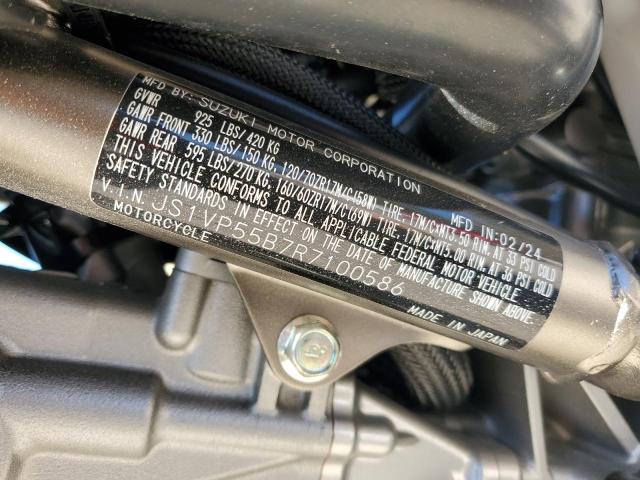 MFD BY: SUZUKI MOTOR CORPORATION
MFD IN: 02/24
GVWR 925 LBS/420 KG
GAWR FRONT 330 LBS/150 KG, 120/70ZR17M/C(58W) TIRE, 17M/C×MT3.50 RIM, AT 33 PSI COLD
GAWR REAR 595 LBS/270 KG, 160/60ZR17M/C(69W) TIRE, 17M/C×MT5.00 RIM, AT 36 PSI COLD
THIS VEHICLE CONFORMS TO ALL APPLICABLE FEDERAL MOTOR VEHICLE
SAFETY STANDARDS IN EFFECT ON THE DATE OF MANUFACTURE SHOWN ABOVE.
V.I.N. JS1VP55B7R7100586
MOTORCYCLE
MADE IN JAPAN